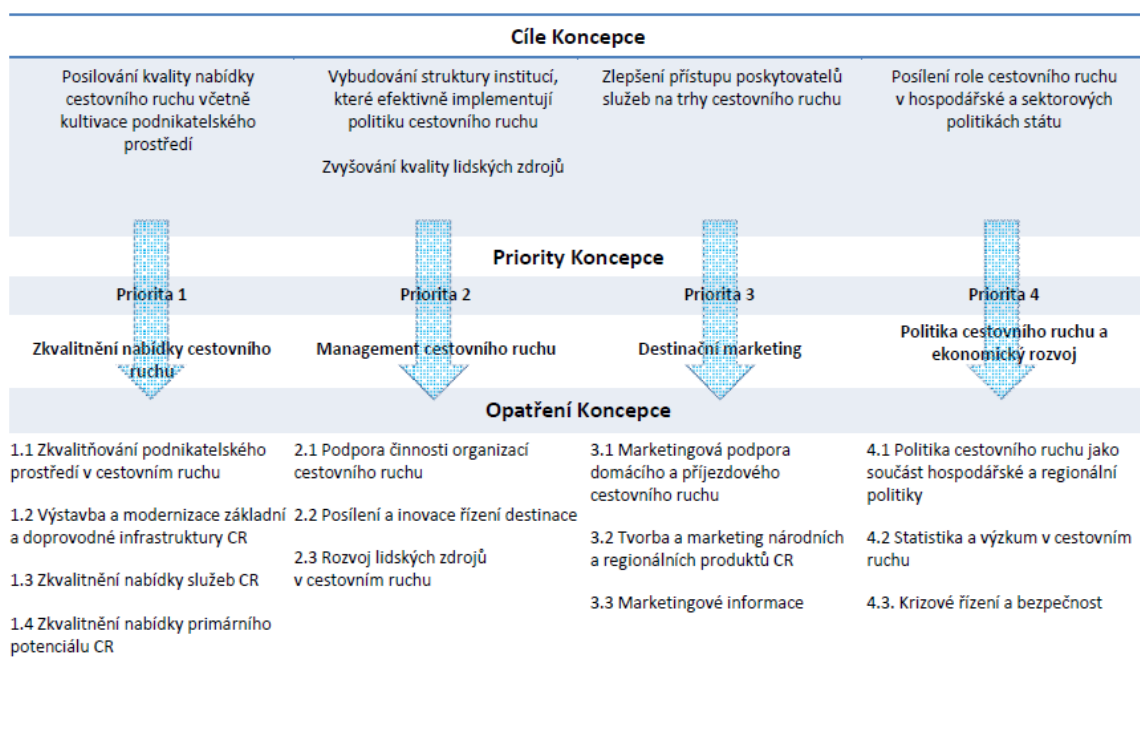 Cíle Koncepce
Posilování kvality nabídky
cestovního ruchu včetně
kultivace podnikatelského
prostředí
Vybudování struktury institucí,
které efektivně implementují
politiku cestovního ruchu
Zvyšování kvality lidských zdrojů
Zlepšení přístupu poskytovatelů
služeb na trhy cestovního ruchu
Posílení role cestovního ruchu
v hospodářské a sektorových
politikách státu
Priority Koncepce
Priorita 1
Priorita 2
Priorita 3
Priorita 4
Zkvalitnění nabídky cestovního
ruchu
Management cestovního ruchu
Destinační marketing
Politika cestovního ruchu a
ekonomický rozvoj
Opatření Koncepce
1.1 Zkvalitňování podnikatelského
prostředí v cestovním ruchu
1.2 Výstavba a modernizace základní
a doprovodné infrastruktury CR
1.3 Zkvalitnění nabídky služeb CR
1.4 Zkvalitnění nabídky primárního
potenciálu CR
2.1 Podpora činnosti organizací
cestovního ruchu
2.2 Posílení a inovace řízení destinace
2.3 Rozvoj lidských zdrojů
v cestovním ruchu
3.1 Marketingová podpora
domácího a příjezdového
cestovního ruchu
3.2 Tvorba a marketing národních
a regionálních produktů CR
3.3 Marketingové informace
4.1 Politika cestovního ruchu jako
součást hospodářské a regionální
politiky
4.2 Statistika a výzkum v cestovním
ruchu
4.3. Krizové řízení a bezpečnost